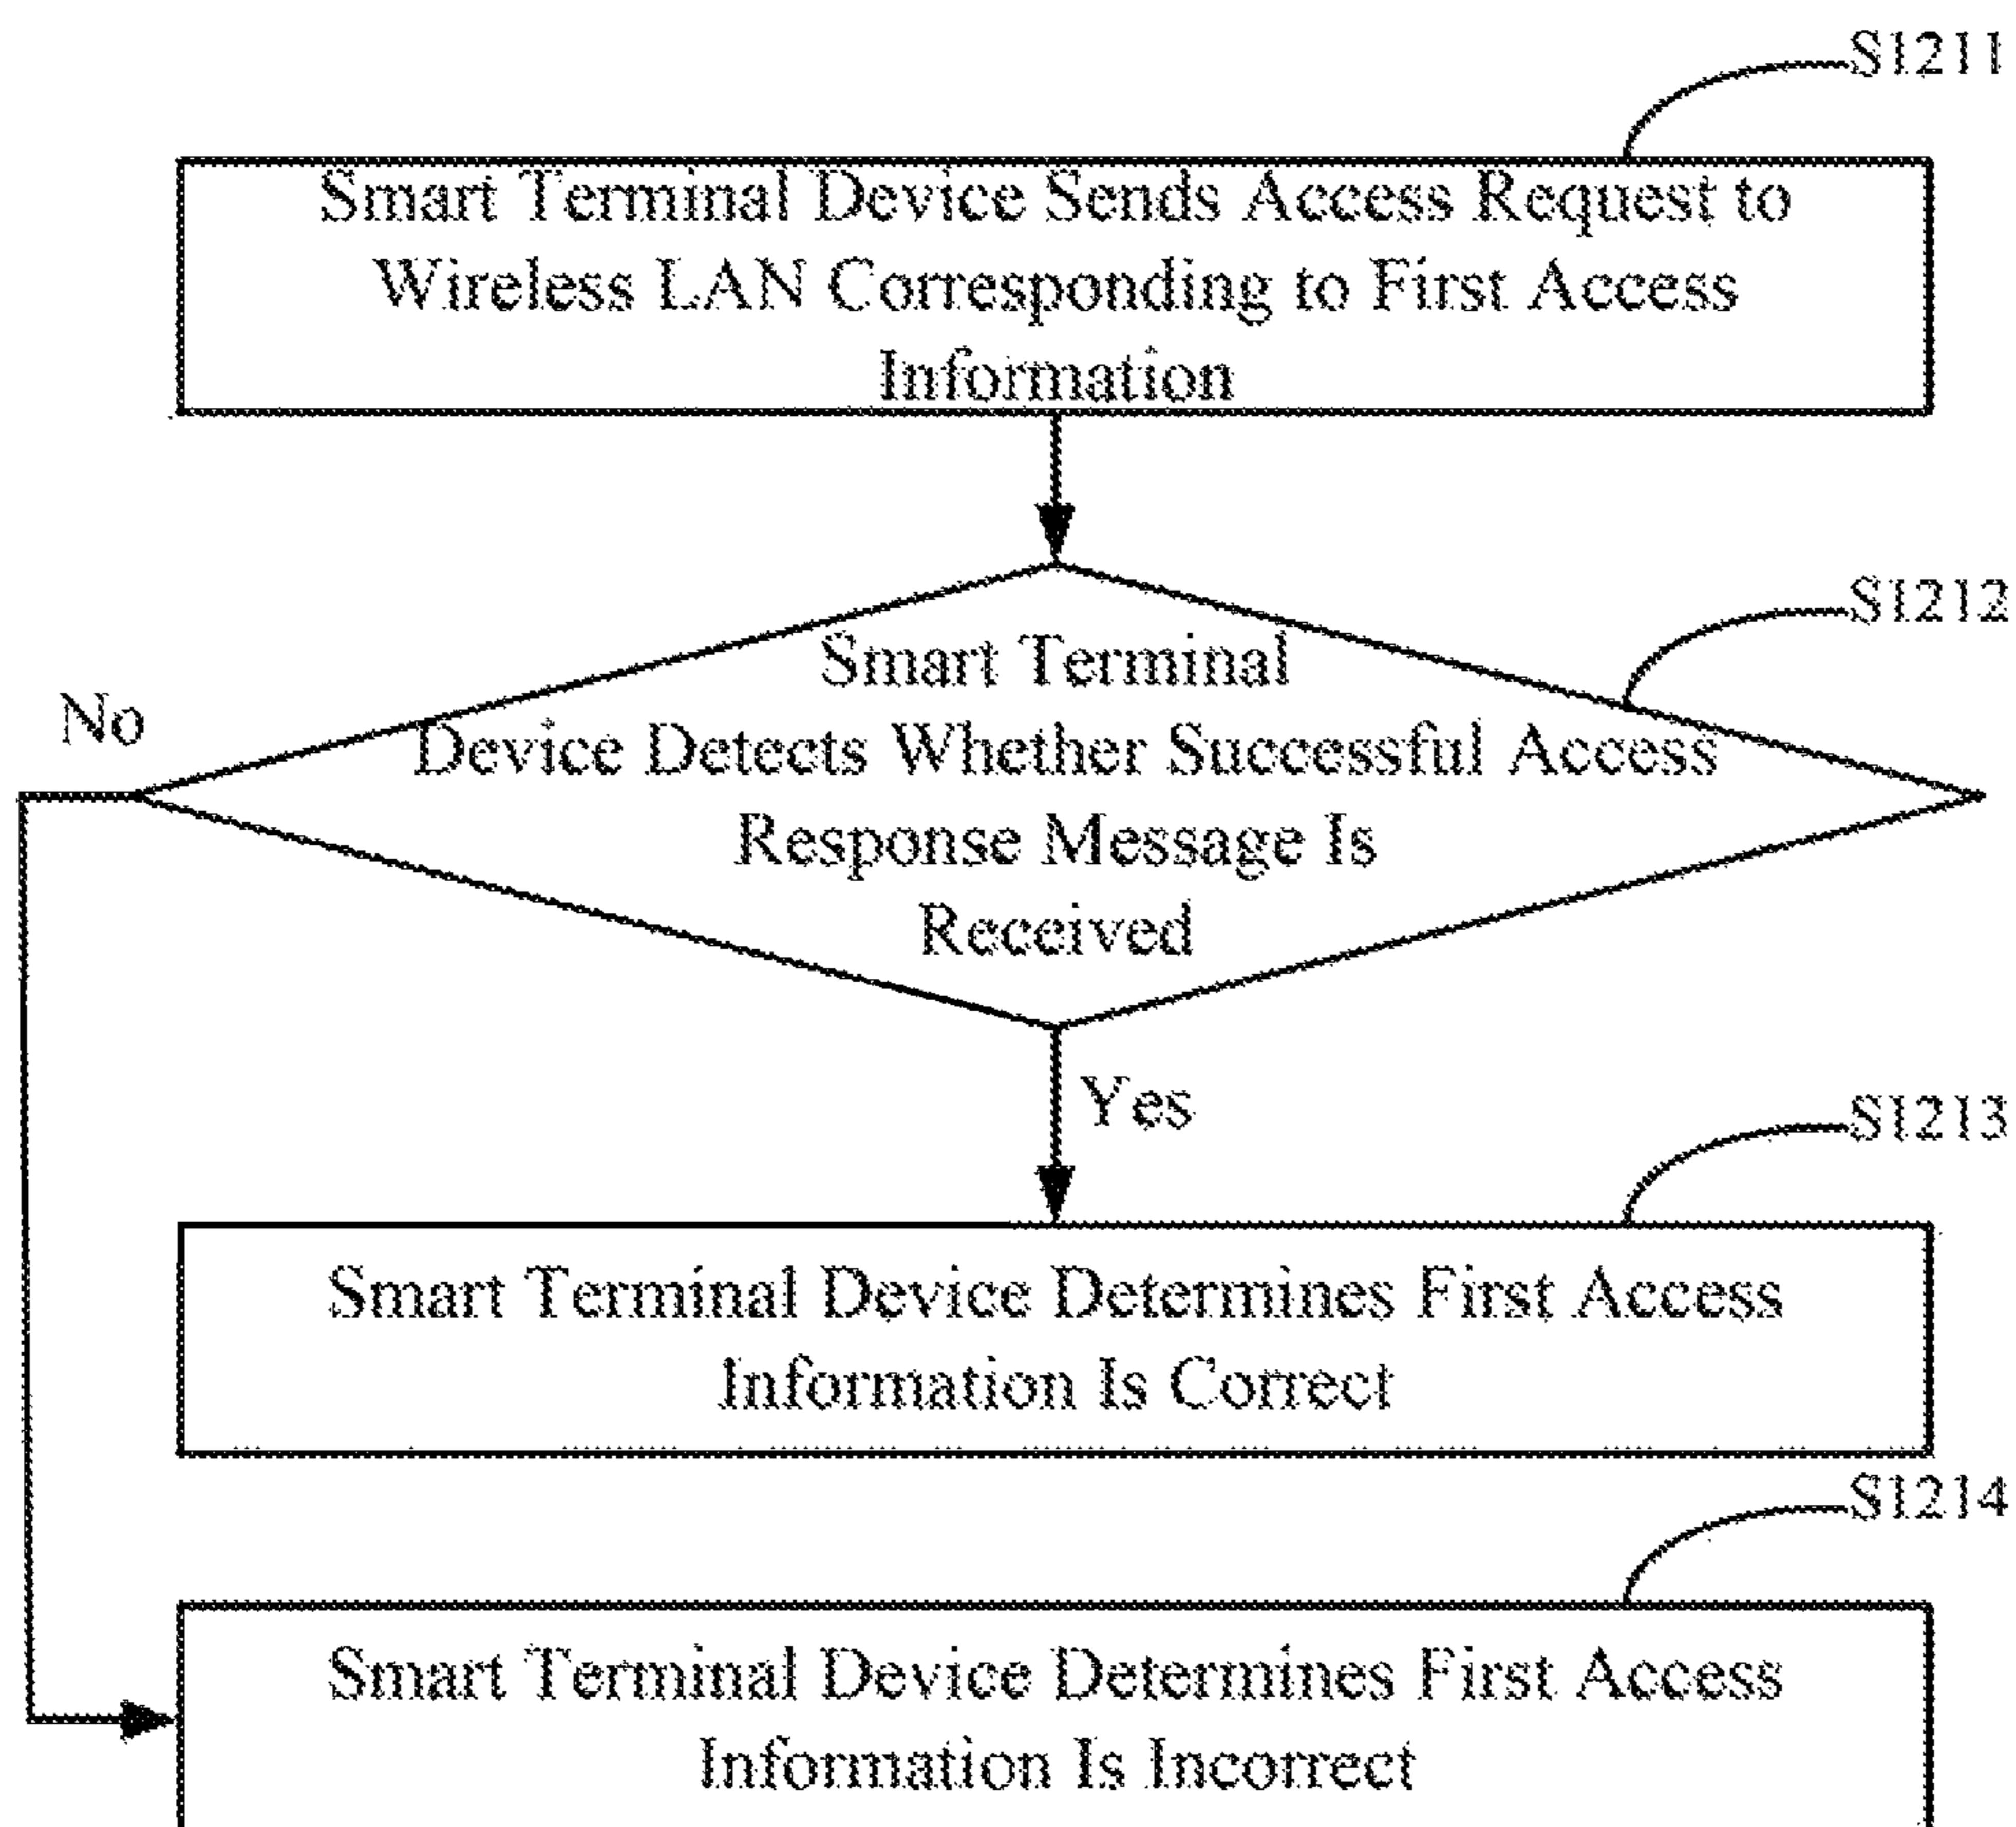 S1211
Smart Terminal Device Sends Access Request to
Wireless LAN Corresponding to First Access
Information
S1212
Smart Terminal
Device Detects Whether Successful Access
Response Message Is
Received
No
Yes
S1213
Smart Terminal Device Determines First Access
Information Is Correct
S1214
Smart Terminal Device Determines First Access
Information Is Incorrect